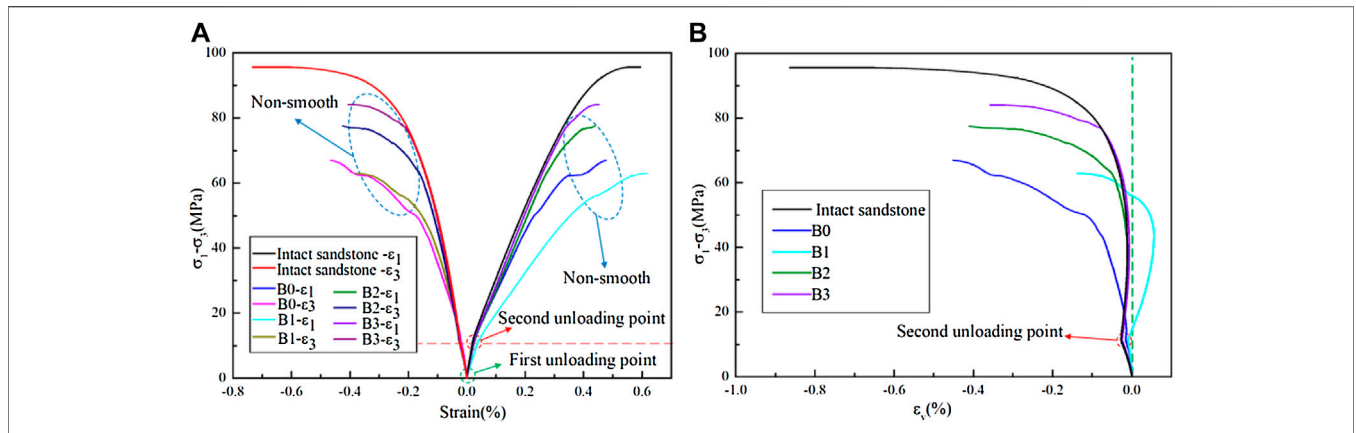 A
B
100
80
60
40
20
0
σ1-σ3(MPa)
Non-smooth
Intact sandstone -ε1
Intact sandstone -ε3
B0-ε1
B0-ε3
B1-ε1
B1-ε3
B2-ε1
B2-ε3
B3-ε1
B3-ε3
Non-smooth
Second unloading point
First unloading point
-0.8 -0.6 -0.4 -0.2 0.0 0.2 0.4 0.6
Strain(%)
100
80
60
40
20
0
σ1-σ3(MPa)
Intact sandstone
B0
B1
B2
B3
Second unloading point
-1.0 -0.8 -0.6 -0.4 -0.2 0.0
εv(%)